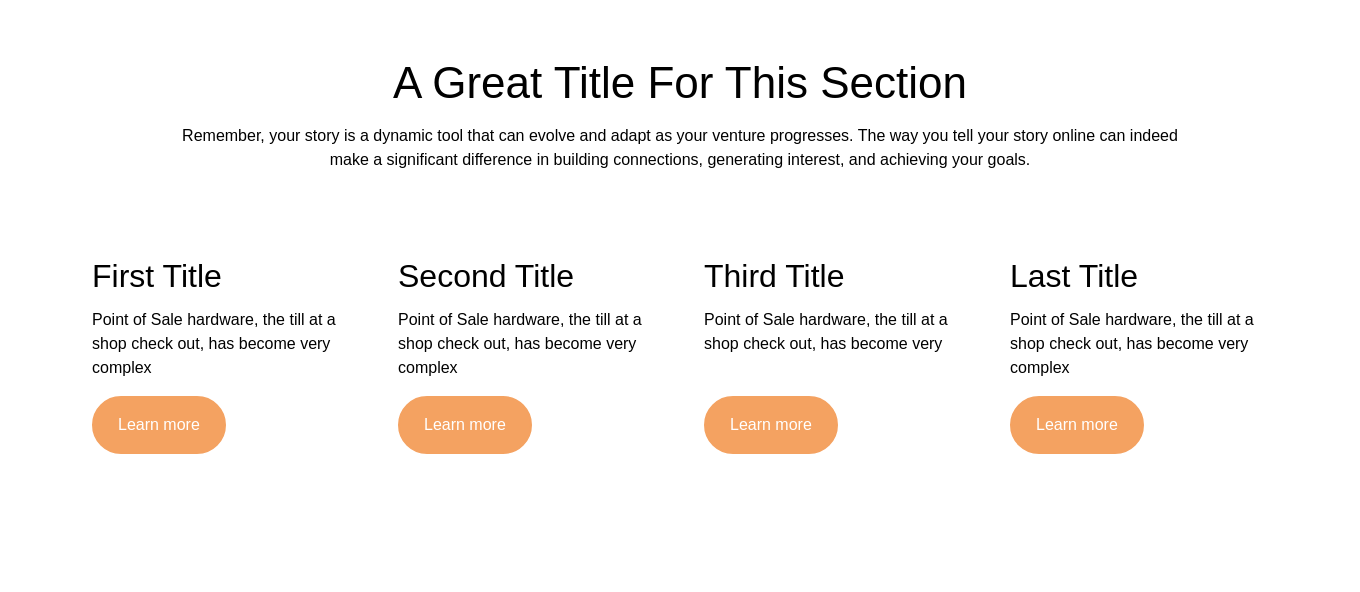 A Great Title For This Section
Remember, your story is a dynamic tool that can evolve and adapt as your venture progresses. The way you tell your story online can indeed
make a significant difference in building connections, generating interest, and achieving your goals.
First Title
Point of Sale hardware, the till at a
shop check out, has become very
complex
Learn more
Second Title
Point of Sale hardware, the till at a
shop check out, has become very
complex
Learn more
Third Title
Point of Sale hardware, the till at a
shop check out, has become very
Learn more
Last Title
Point of Sale hardware, the till at a
shop check out, has become very
complex
Learn more